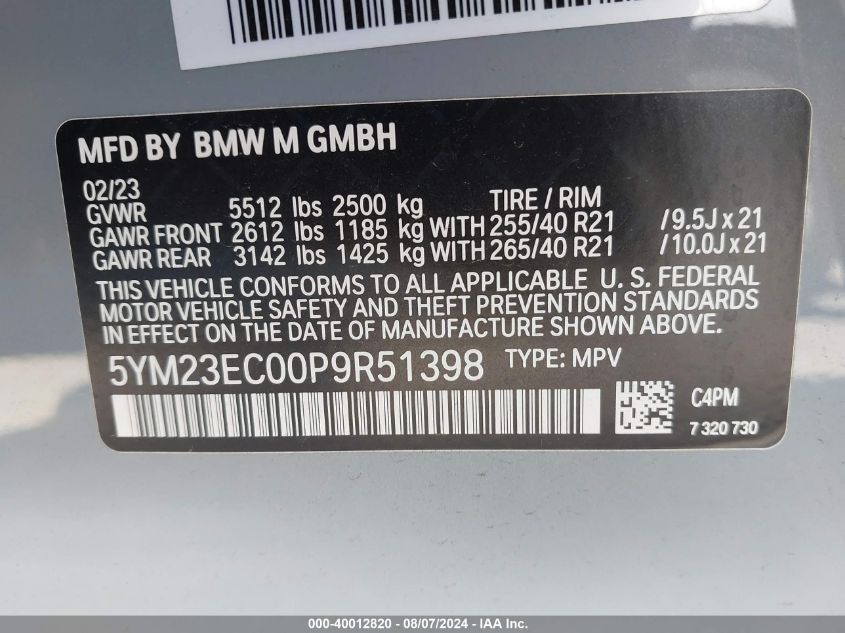 MFD BY BMW M GMBH
02/23
GVWR 5512 lbs 2500 kg TIRE / RIM
GAWR FRONT 2612 lbs 1185 kg WITH 255/40 R21 /9.5J x 21
GAWR REAR 3142 lbs 1425 kg WITH 265/40 R21 /10.0J x 21
THIS VEHICLE CONFORMS TO ALL APPLICABLE U. S. FEDERAL
MOTOR VEHICLE SAFETY AND THEFT PREVENTION STANDARDS
IN EFFECT ON THE DATE OF MANUFACTURE SHOWN ABOVE.
5YM23EC00P9R51398 TYPE: MPV
C4PM
7 320 730
000-40012820 - 08/07/2024 - IAA Inc.